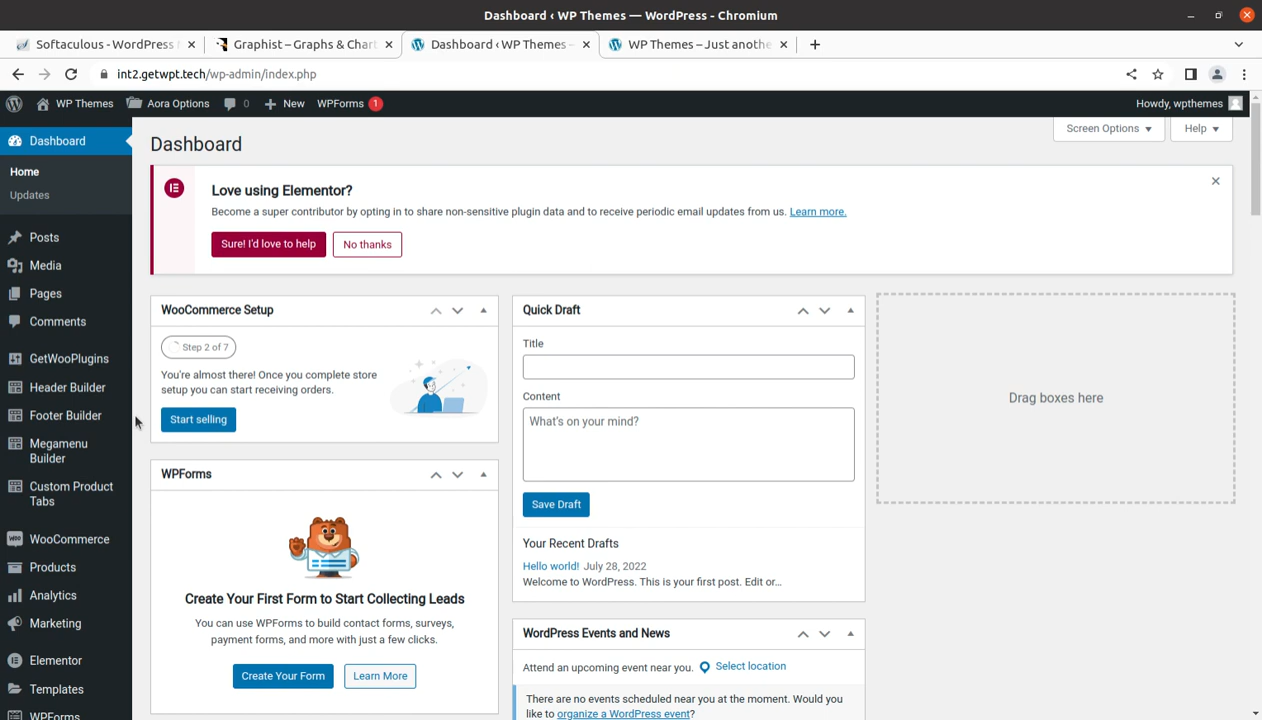 Dashboard ‹ WP Themes — WordPress - Chromium
Softaculous - WordPress
Graphist – Graphs & Chart
Dashboard ‹ WP Themes –
WP Themes – Just anothe
int2.getwpt.tech/wp-admin/index.php
WP Themes
Aora Options
0
New
WPForms 1
Howdy, wpthemes
Dashboard
Home
Updates
Posts
Media
Pages
Comments
GetWooPlugins
Header Builder
Footer Builder
Megamenu
Builder
Custom Product
Tabs
WooCommerce
Products
Analytics
Marketing
Elementor
Templates
WPForms
Dashboard
Screen Options
Help
Love using Elementor?
Become a super contributor by opting in to share non-sensitive plugin data and to receive periodic email updates from us. Learn more.
Sure! I'd love to help
No thanks
WooCommerce Setup
Step 2 of 7
You're almost there! Once you complete store
setup you can start receiving orders.
Start selling
WPForms
Create Your First Form to Start Collecting Leads
You can use WPForms to build contact forms, surveys,
payment forms, and more with just a few clicks.
Create Your Form
Learn More
Quick Draft
Title
Content
What's on your mind?
Save Draft
Your Recent Drafts
Hello world! July 28, 2022
Welcome to WordPress. This is your first post. Edit or…
WordPress Events and News
Attend an upcoming event near you.
Select location
There are no events scheduled near you at the moment. Would you
like to organize a WordPress event?
Drag boxes here